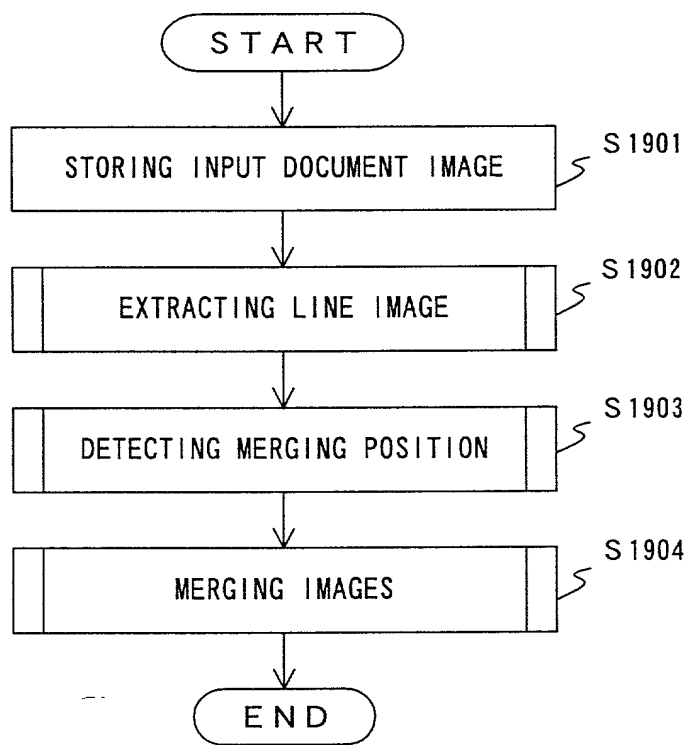 START
STORING INPUT DOCUMENT IMAGE
S1901
EXTRACTING LINE IMAGE
S1902
DETECTING MERGING POSITION
S1903
MERGING IMAGES
S1904
END